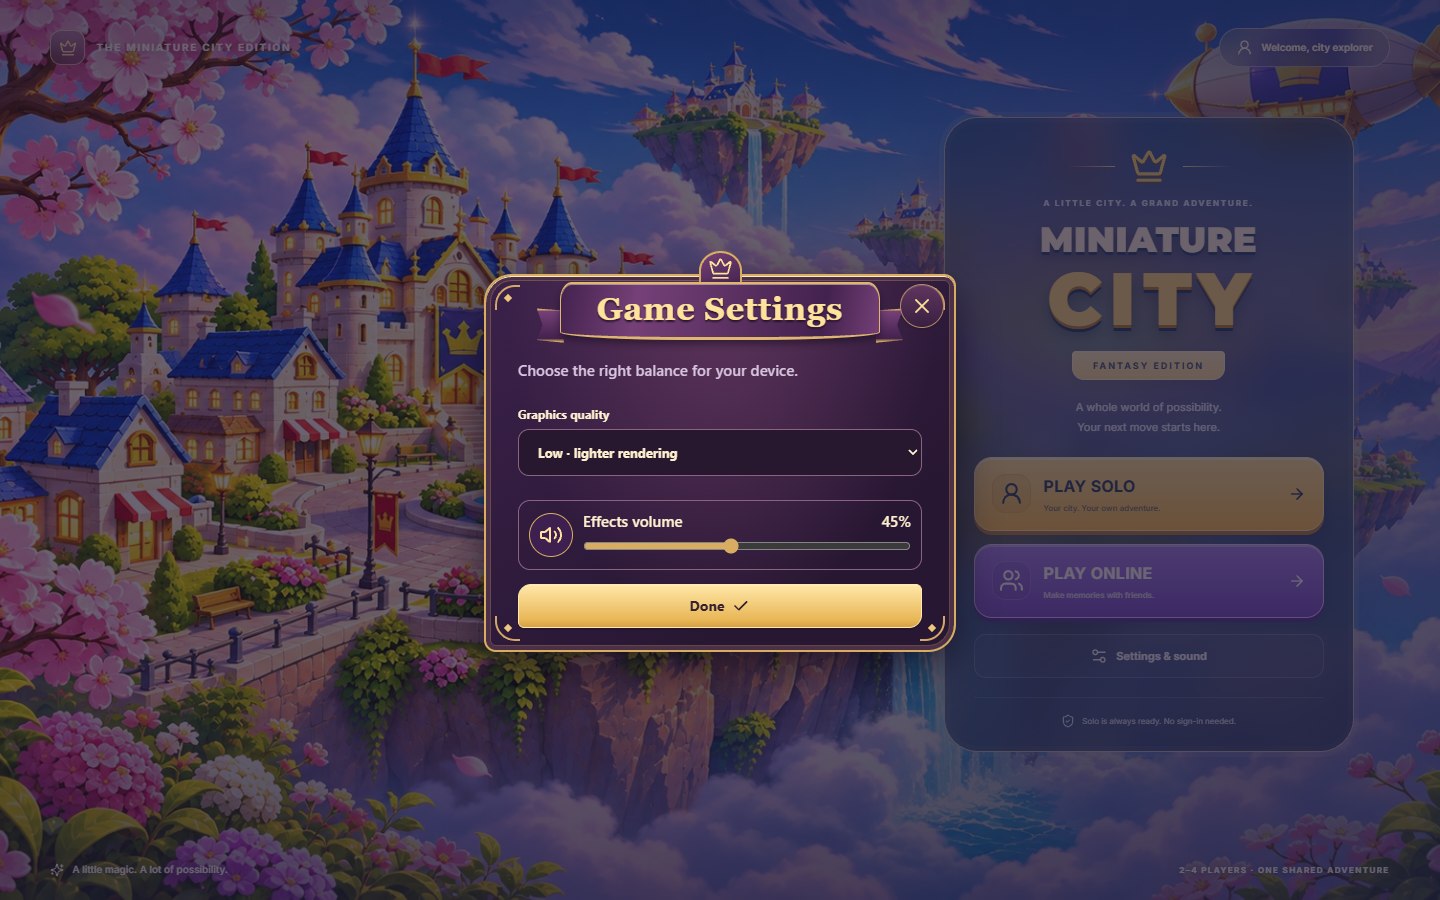 THE MINIATURE CITY EDITION
Welcome, city explorer
A LITTLE CITY. A GRAND ADVENTURE.
MINIATURE
CITY
FANTASY EDITION
A whole world of possibility.
Your next move starts here.
PLAY SOLO
Your city. Your own adventure.
PLAY ONLINE
Make memories with friends.
Settings & sound
Solo is always ready. No sign-in needed.
Game Settings
Choose the right balance for your device.
Graphics quality
Low - lighter rendering
Effects volume 45%
Done
A little magic. A lot of possibility.
2–4 PLAYERS · ONE SHARED ADVENTURE